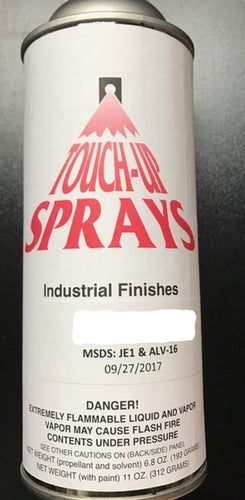 TOUCH-UP
SPRAYS
Industrial Finishes
MSDS: JE1 & ALV-16
09/27/2017
DANGER!
EXTREMELY FLAMMABLE LIQUID AND VAPOR
VAPOR MAY CAUSE FLASH FIRE
CONTENTS UNDER PRESSURE
SEE OTHER CAUTIONS ON (BACK/SIDE) PANEL
NET WEIGHT (propellant and solvent) 6.8 OZ. (193 GRAMS)
NET WEIGHT (with paint) 11 OZ. (312 GRAMS)